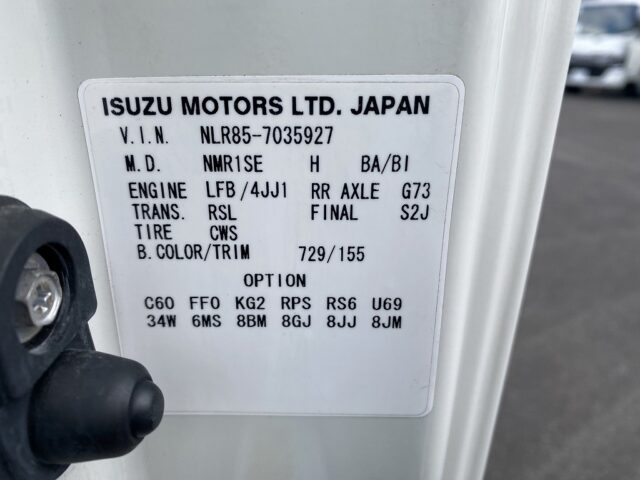 ISUZU MOTORS LTD. JAPAN
V.I.N. NLR85-7035927
M.D. NMR1SE H BA/BI
ENGINE LFB/4JJ1 RR AXLE G73
TRANS. RSL FINAL S2J
TIRE CWS
B.COLOR/TRIM 729/155
OPTION
C60 FF0 KG2 RPS RS6 U69
34W 6MS 8BM 8GJ 8JJ 8JM